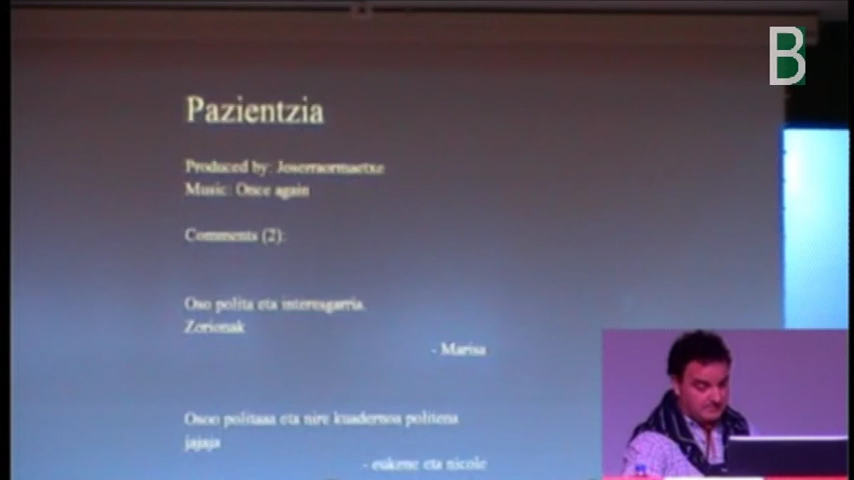 B
Pazientzia
Produced by: Joserraormaetxe
Music: Once again
Comments (2):
Oso polita eta interesgarria.
Zorionak
- Marisa
Osoo politaaa eta nire kuadernoa politena
jajaja
- eukene eta nicole